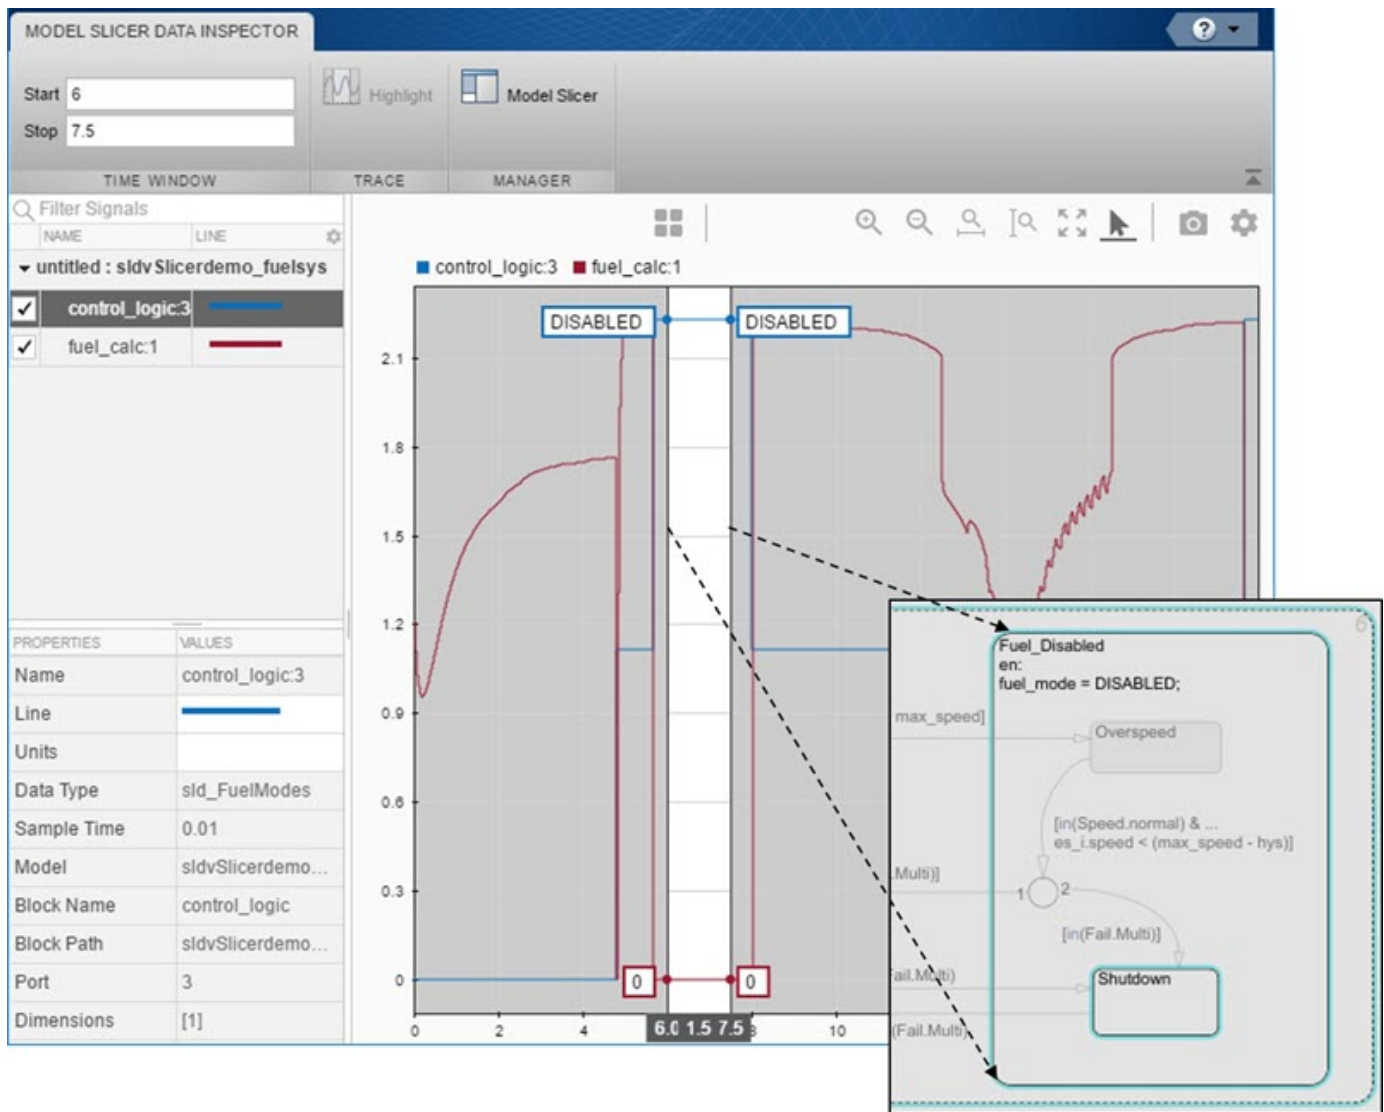 MODEL SLICER DATA INSPECTOR
?
Start 6
Stop 7.5
Highlight
Model Slicer
TIME WINDOW
TRACE
MANAGER
Filter Signals
NAME
LINE
untitled : sldvSlicerdemo_fuelsys
control_logic:3
fuel_calc:1
PROPERTIES
VALUES
Name control_logic:3
Line
Units
Data Type sld_FuelModes
Sample Time 0.01
Model sldvSlicerdemo...
Block Name control_logic
Block Path sldvSlicerdemo...
Port 3
Dimensions [1]
control_logic:3 fuel_calc:1
DISABLED
DISABLED
2.1
1.8
1.5
1.2
0.9
0.6
0.3
0
0
0
0 2 4 6.0 1.5 7.5 8 10
6
Fuel_Disabled
en:
fuel_mode = DISABLED;
max_speed]
Overspeed
[in(Speed.normal) & ...
es_i.speed < (max_speed - hys)]
.Multi)]
1
2
[in(Fail.Multi)]
Fail.Multi)
Shutdown
(Fail.Multi)